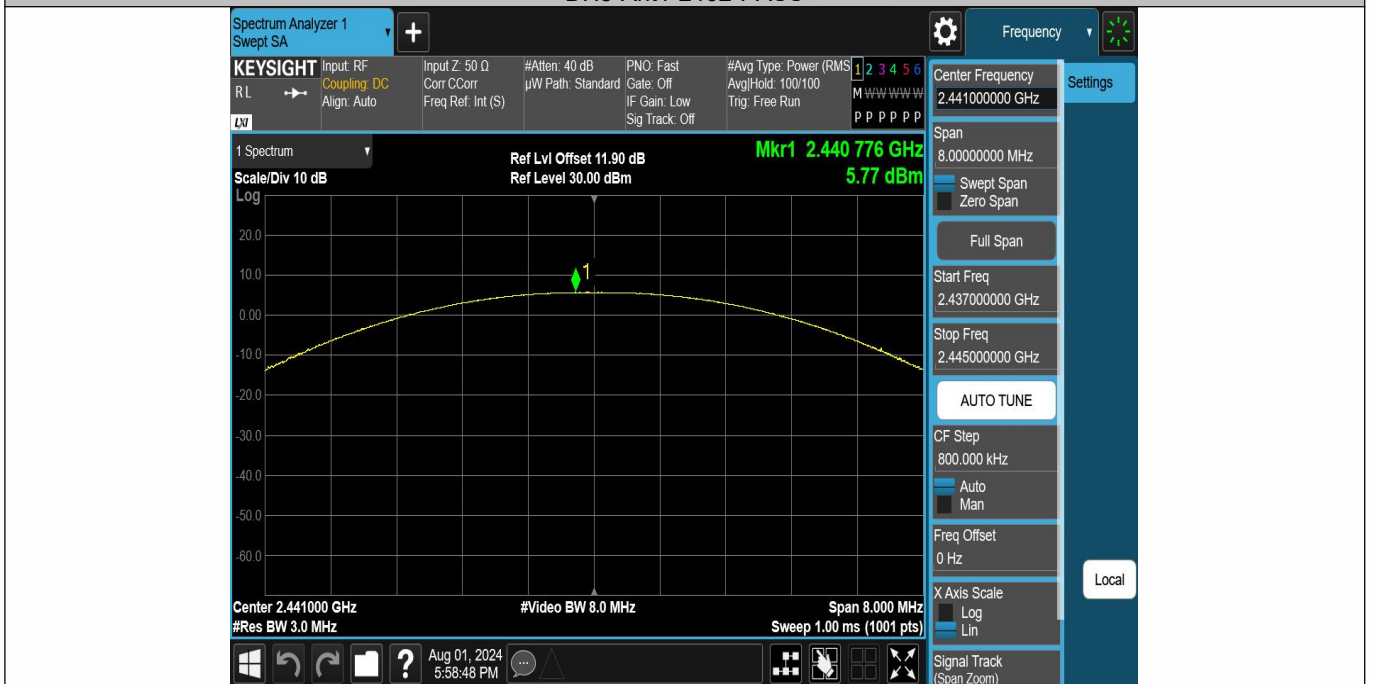 Spectrum Analyzer 1
Swept SA
+
Frequency
KEYSIGHT
RL
LXI
Input: RF
Coupling: DC
Align: Auto
Input Z: 50 Ω
Corr CCorr
Freq Ref: Int (S)
#Atten: 40 dB
µW Path: Standard
PNO: Fast
Gate: Off
IF Gain: Low
Sig Track: Off
#Avg Type: Power (RMS
Avg|Hold: 100/100
Trig: Free Run
1 2 3 4 5 6
M W W W W W
P P P P P P
1 Spectrum
Scale/Div 10 dB
Log
Ref Lvl Offset 11.90 dB
Ref Level 30.00 dBm
Mkr1 2.440 776 GHz
5.77 dBm
20.0
10.0
0.00
-10.0
-20.0
-30.0
-40.0
-50.0
-60.0
1
Center 2.441000 GHz
#Res BW 3.0 MHz
#Video BW 8.0 MHz
Span 8.000 MHz
Sweep 1.00 ms (1001 pts)
Center Frequency
2.441000000 GHz
Span
8.00000000 MHz
Swept Span
Zero Span
Full Span
Start Freq
2.437000000 GHz
Stop Freq
2.445000000 GHz
AUTO TUNE
CF Step
800.000 kHz
Auto
Man
Freq Offset
0 Hz
X Axis Scale
Log
Lin
Signal Track
(Span Zoom)
Settings
Local
?
Aug 01, 2024
5:58:48 PM